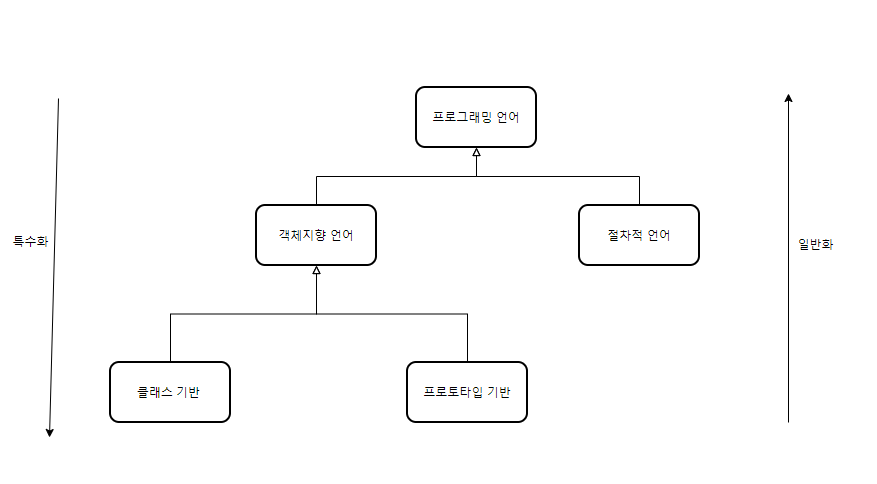 프로그래밍 언어
객체지향 언어
절차적 언어
특수화
일반화
클래스 기반
프로토타입 기반